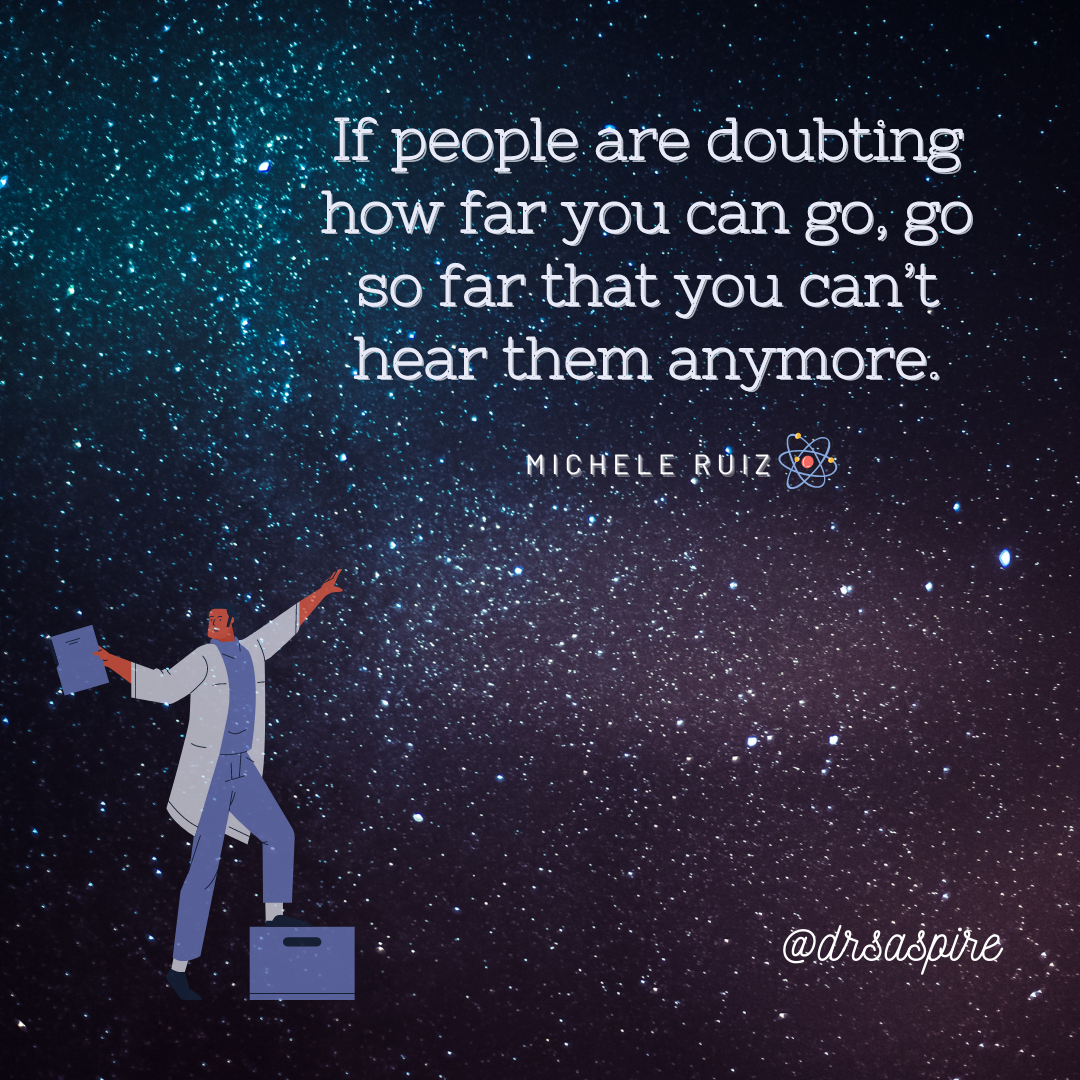 If people are doubting
how far you can go, go
so far that you can’t
hear them anymore.
MICHELE RUIZ
@drsaspire